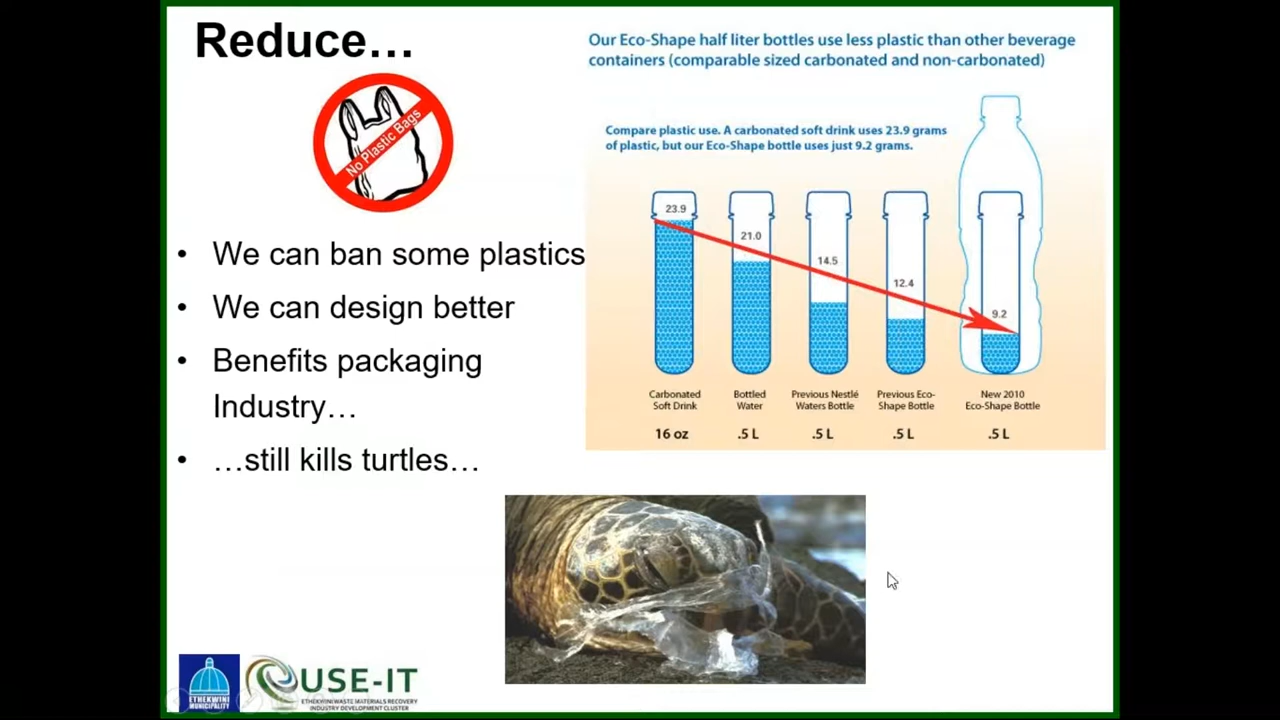 Reduce…
No Plastic Bags
• We can ban some plastics
• We can design better
• Benefits packaging
Industry…
• …still kills turtles…
Our Eco-Shape half liter bottles use less plastic than other beverage
containers (comparable sized carbonated and non-carbonated)
Compare plastic use. A carbonated soft drink uses 23.9 grams
of plastic, but our Eco-Shape bottle uses just 9.2 grams.
23.9
21.0
14.5
12.4
9.2
Carbonated
Soft Drink
16 oz
Bottled
Water
.5 L
Previous Nestlé
Waters Bottle
.5 L
Previous Eco-
Shape Bottle
.5 L
New 2010
Eco-Shape Bottle
.5 L
ETHEKWINI
MUNICIPALITY
USE-IT
ETHEKWINI WASTE MATERIALS RECOVERY
INDUSTRY DEVELOPMENT CLUSTER